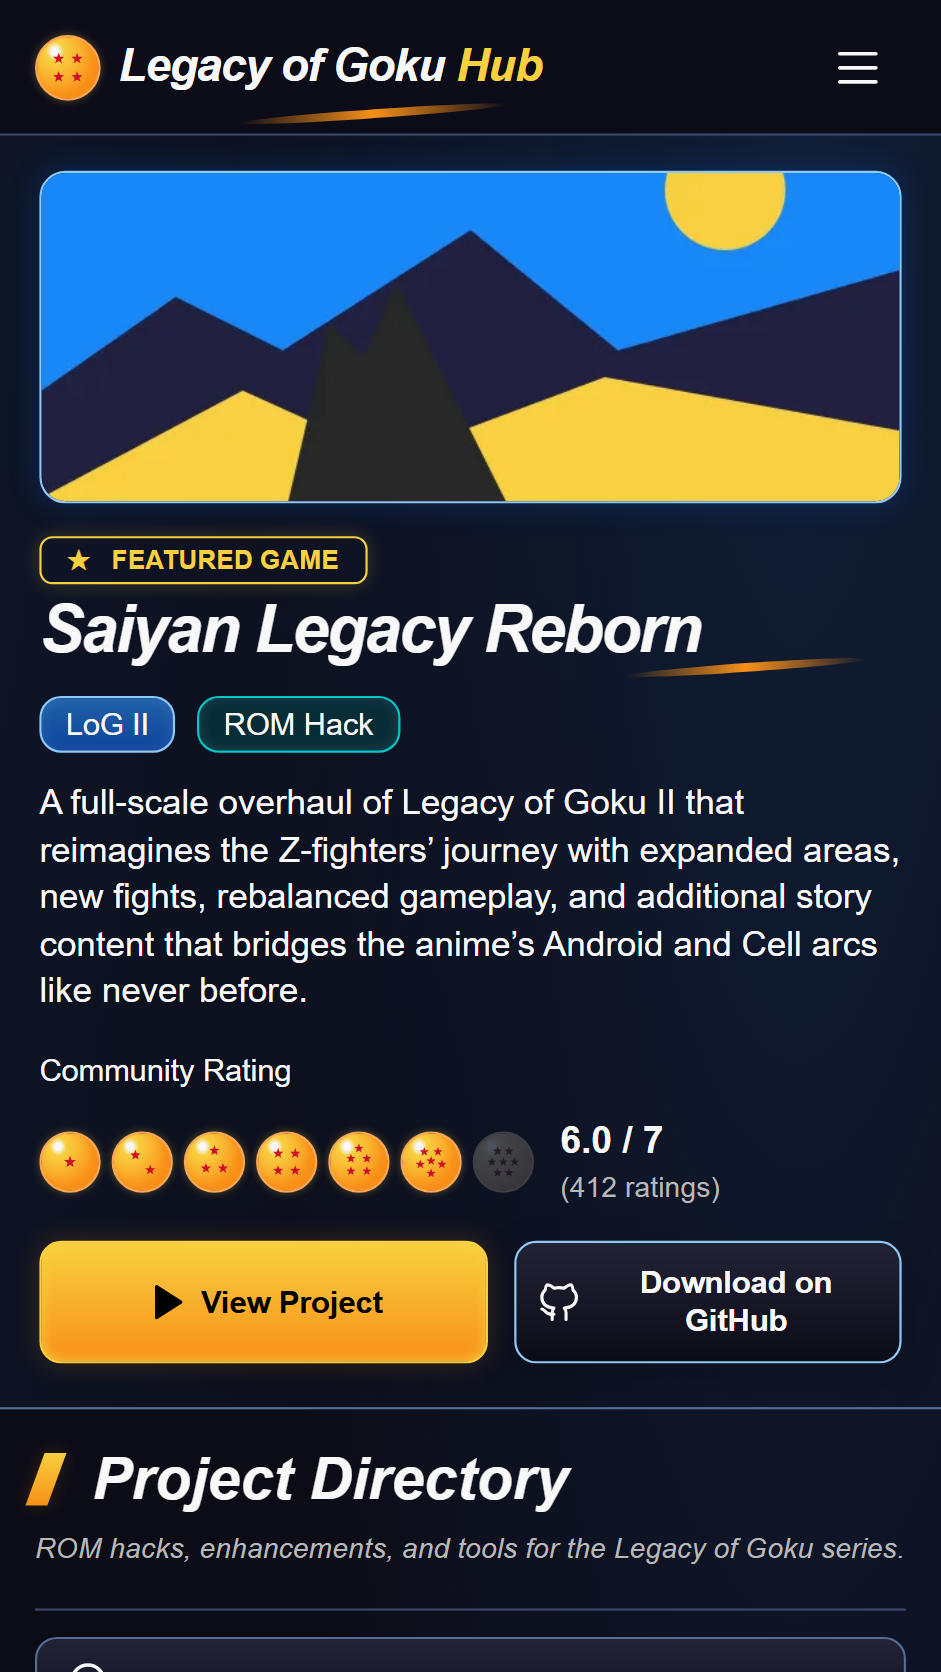 Legacy of Goku Hub
FEATURED GAME
Saiyan Legacy Reborn
LoG II
ROM Hack
A full-scale overhaul of Legacy of Goku II that
reimagines the Z-fighters’ journey with expanded areas,
new fights, rebalanced gameplay, and additional story
content that bridges the anime’s Android and Cell arcs
like never before.
Community Rating
6.0 / 7
(412 ratings)
View Project
Download on
GitHub
Project Directory
ROM hacks, enhancements, and tools for the Legacy of Goku series.